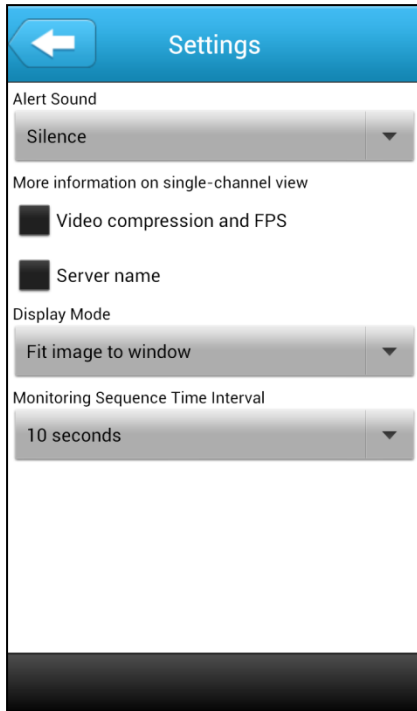 Settings
Alert Sound
Silence
More information on single-channel view
Video compression and FPS
Server name
Display Mode
Fit image to window
Monitoring Sequence Time Interval
10 seconds